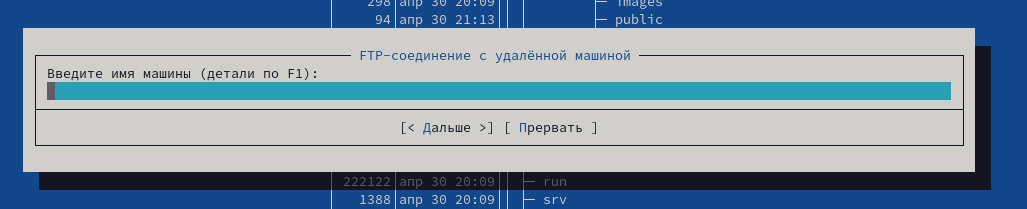 298 апр 30 20:09 ├─ images
94 апр 30 21:13 ├─ public
FTP-соединение с удалённой машиной
Введите имя машины (детали по F1):
[< Дальше >] [ Прервать ]
222122 апр 30 20:09 ├─ run
1388 апр 30 20:09 ├─ srv